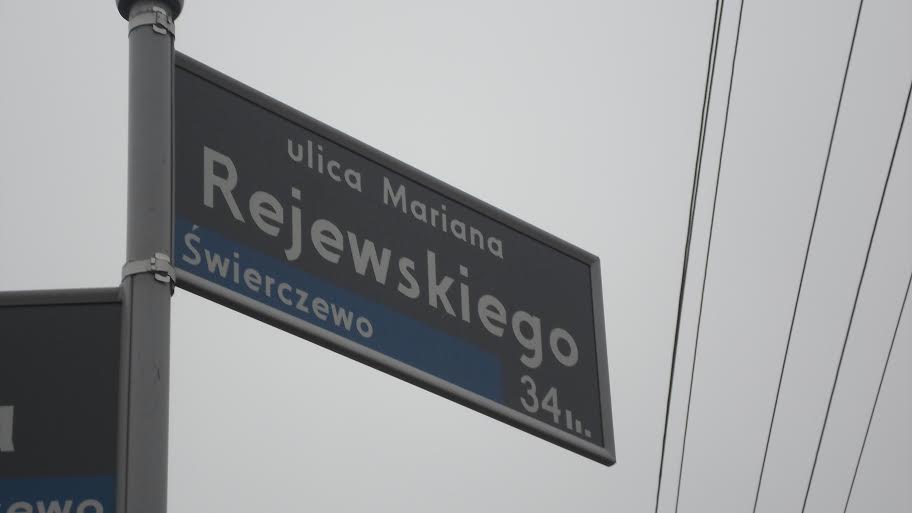 ulica Mariana
Rejewskiego
Świerczewo
34